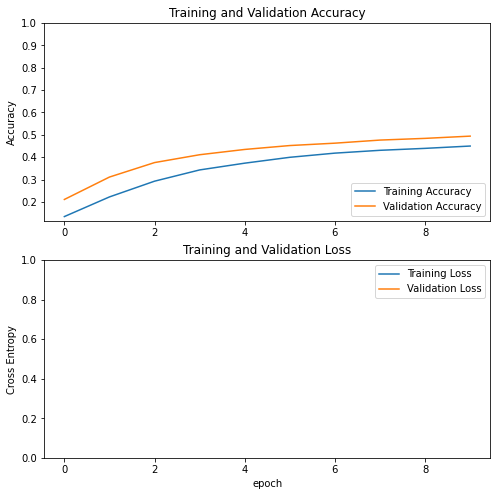 Training and Validation Accuracy
1.0
0.9
0.8
0.7
0.6
0.5
0.4
0.3
0.2
Accuracy
Training Accuracy
Validation Accuracy
0 2 4 6 8
Training and Validation Loss
1.0
0.8
0.6
0.4
0.2
0.0
Cross Entropy
Training Loss
Validation Loss
0 2 4 6 8
epoch